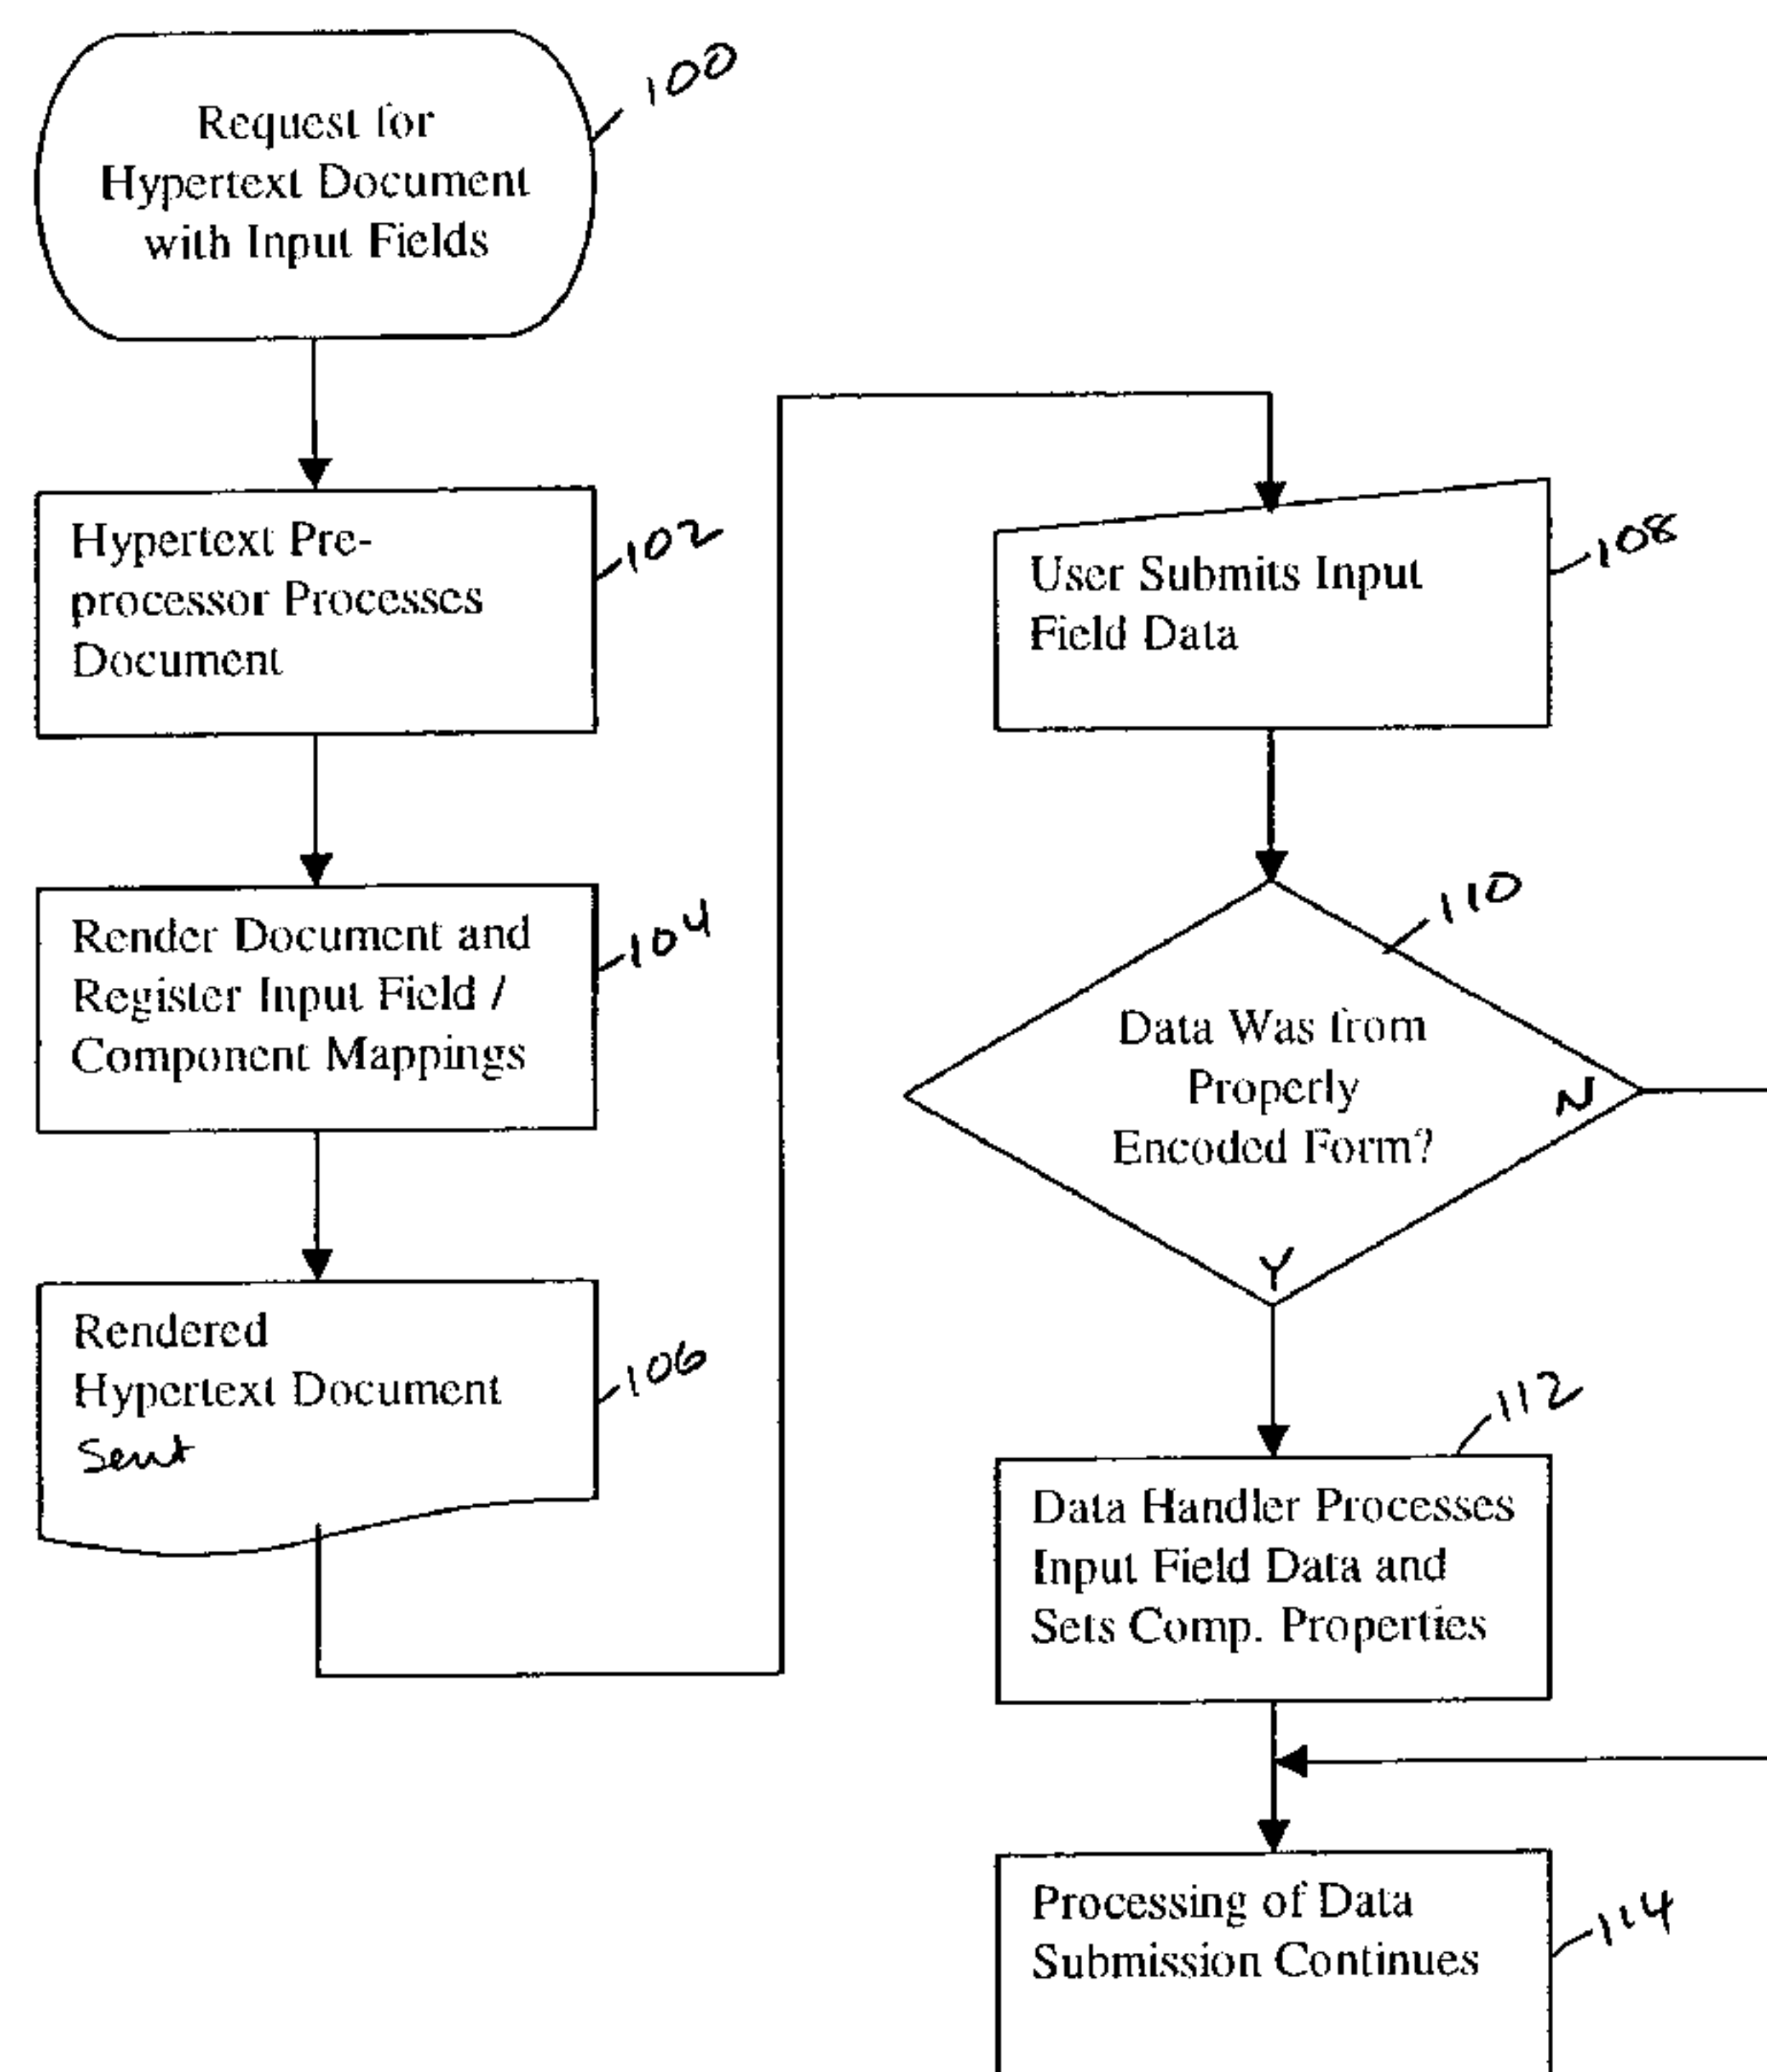 Request for
Hypertext Document
with Input Fields
100
Hypertext Pre-
processor Processes
Document
102
Render Document and
Register Input Field /
Component Mappings
104
Rendered
Hypertext Document
Sent
106
User Submits Input
Field Data
108
Data Was from
Properly
Encoded Form?
110
N
Y
Data Handler Processes
Input Field Data and
Sets Comp. Properties
112
Processing of Data
Submission Continues
114